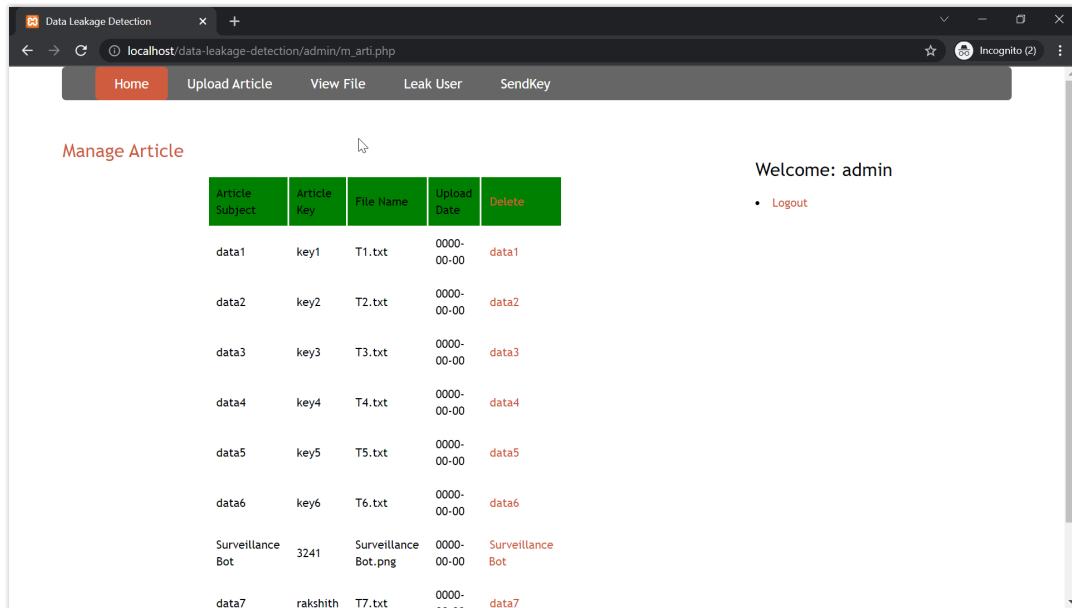 Data Leakage Detection
localhost/data-leakage-detection/admin/m_arti.php
Incognito (2)
Home Upload Article View File Leak User SendKey
Manage Article
Welcome: admin
Logout
Article Subject Article Key File Name Upload Date Delete
data1 key1 T1.txt 0000-00-00 data1
data2 key2 T2.txt 0000-00-00 data2
data3 key3 T3.txt 0000-00-00 data3
data4 key4 T4.txt 0000-00-00 data4
data5 key5 T5.txt 0000-00-00 data5
data6 key6 T6.txt 0000-00-00 data6
Surveillance Bot 3241 Surveillance Bot.png 0000-00-00 Surveillance Bot
data7 rakshith T7.txt 0000- data7